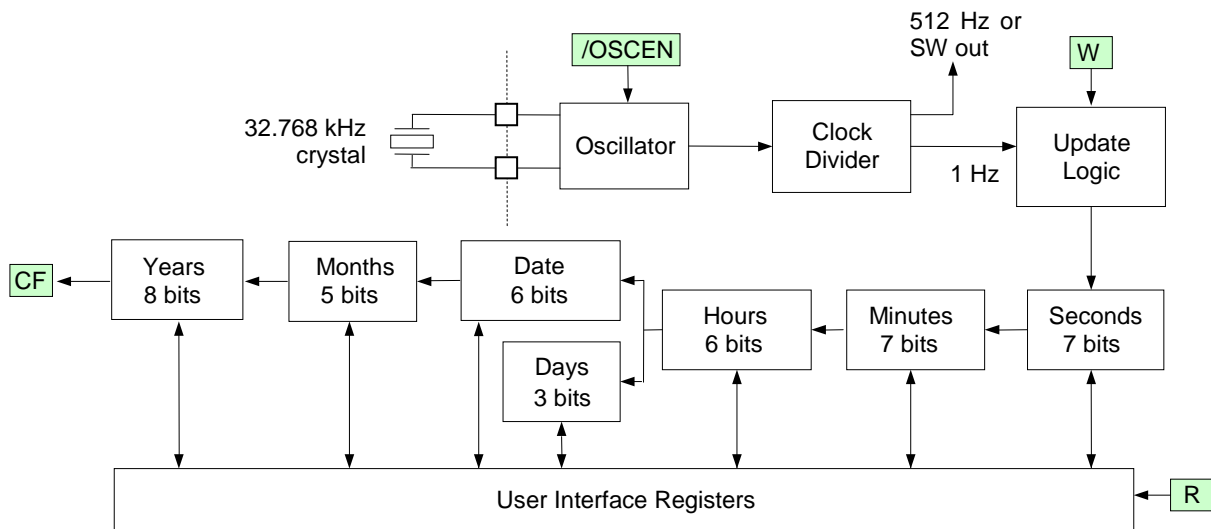 512 Hz or
SW out
/OSCEN
W
32.768 kHz
crystal
Oscillator
Clock
Divider
1 Hz
Update
Logic
CF
Years
8 bits
Months
5 bits
Date
6 bits
Days
3 bits
Hours
6 bits
Minutes
7 bits
Seconds
7 bits
User Interface Registers
R